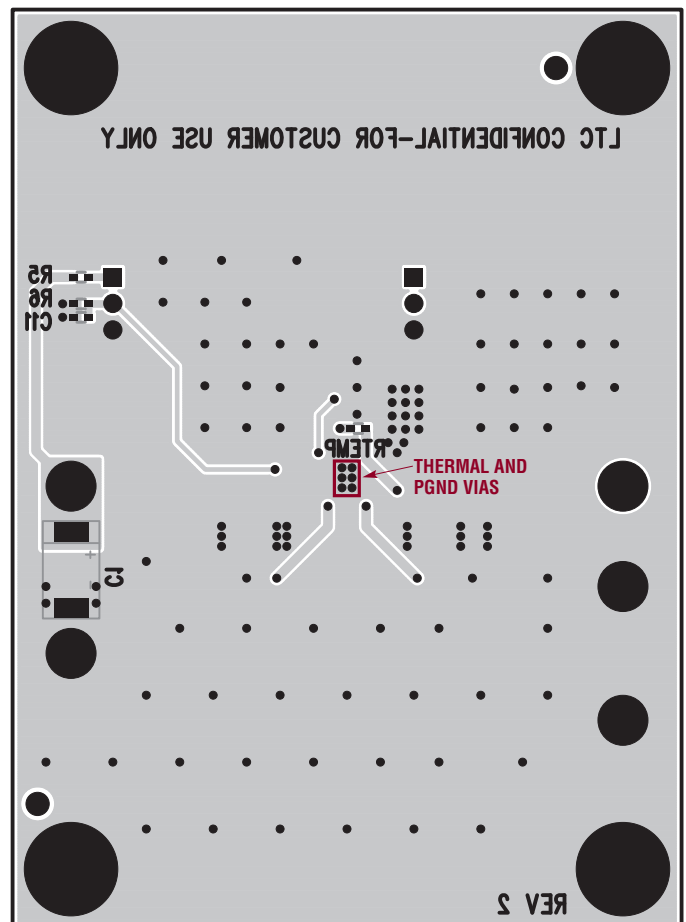 LTC CONFIDENTIAL-FOR CUSTOMER USE ONLY
R5
R6
C11
RTEMP
THERMAL AND
PGND VIAS
+
-
C1
REV 2